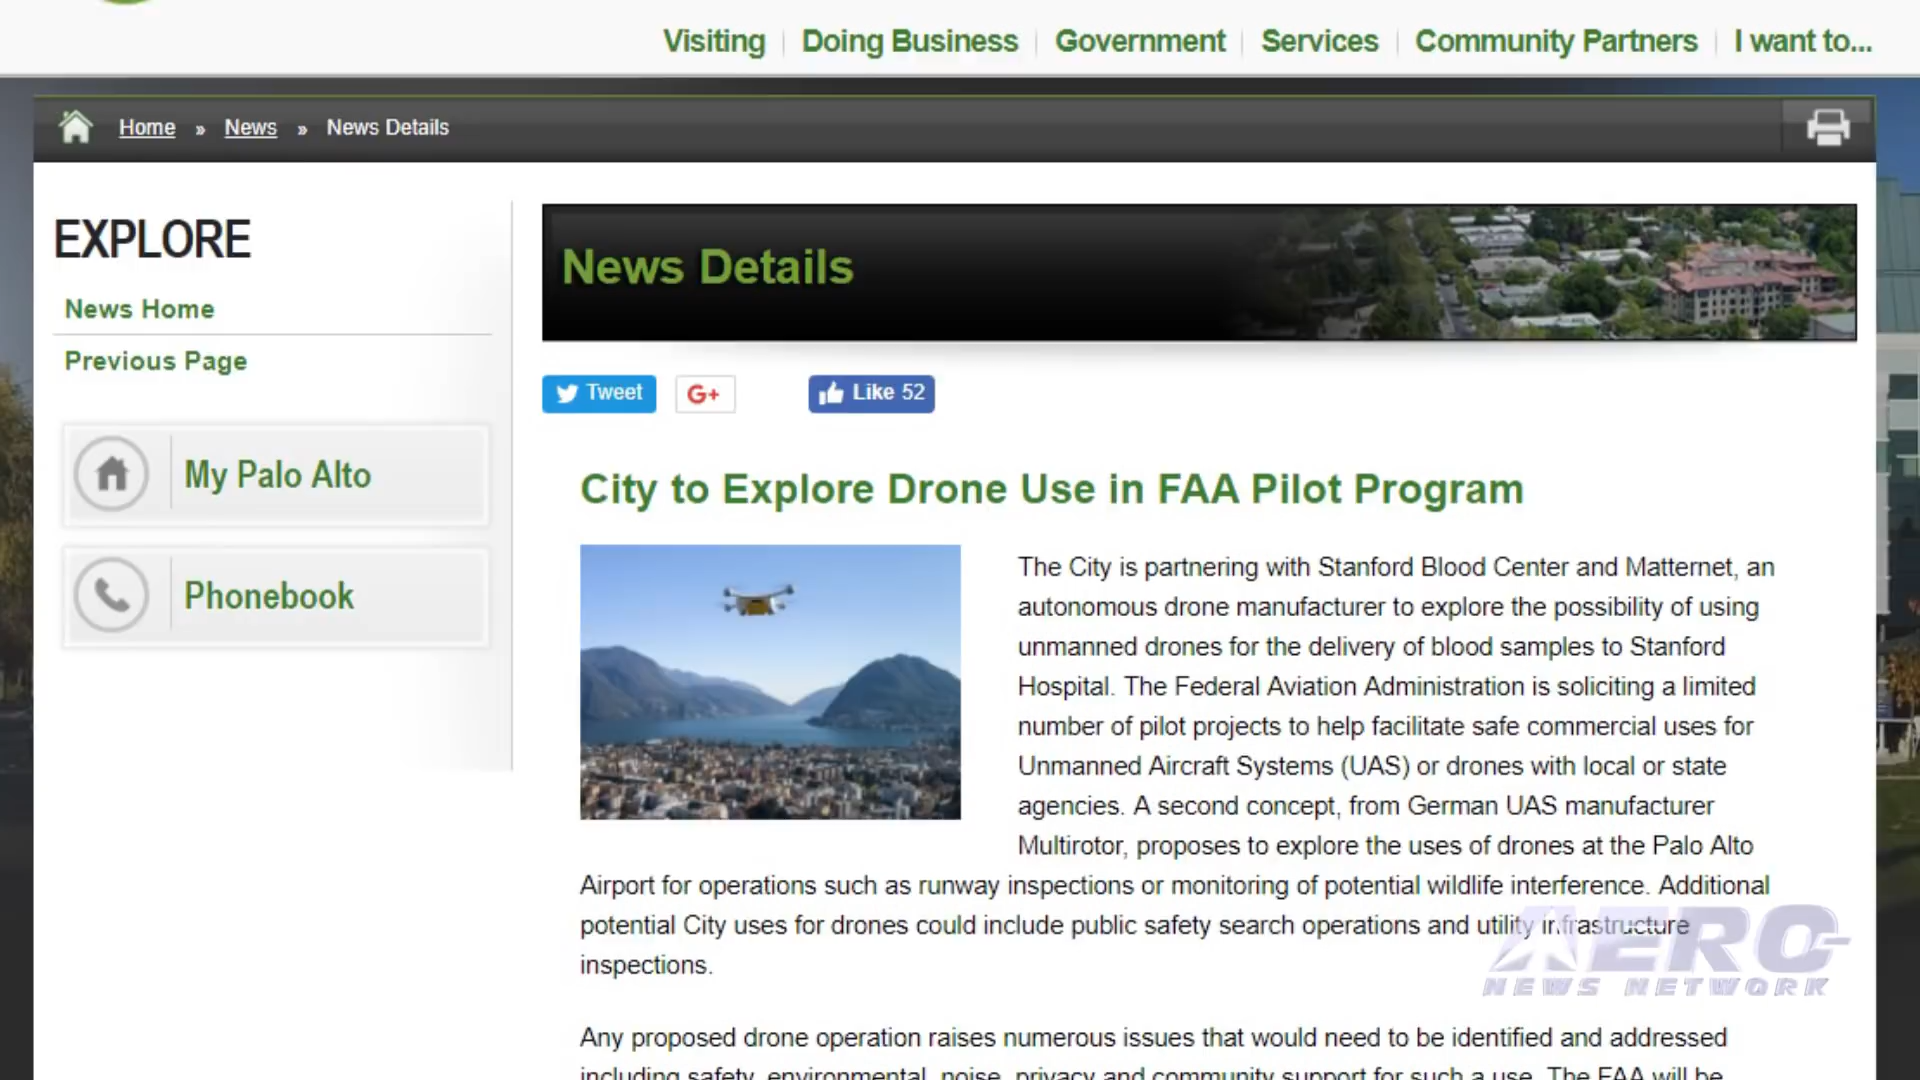 Visiting
Doing Business
Government
Services
Community Partners
I want to...
Home » News » News Details
EXPLORE
News Home
Previous Page
My Palo Alto
Phonebook
News Details
Tweet
G+
Like 52
City to Explore Drone Use in FAA Pilot Program
The City is partnering with Stanford Blood Center and Matternet, an
autonomous drone manufacturer to explore the possibility of using
unmanned drones for the delivery of blood samples to Stanford
Hospital. The Federal Aviation Administration is soliciting a limited
number of pilot projects to help facilitate safe commercial uses for
Unmanned Aircraft Systems (UAS) or drones with local or state
agencies. A second concept, from German UAS manufacturer
Multirotor, proposes to explore the uses of drones at the Palo Alto
Airport for operations such as runway inspections or monitoring of potential wildlife interference. Additional
potential City uses for drones could include public safety search operations and utility infrastructure
inspections.
AERO
NEWS NETWORK
Any proposed drone operation raises numerous issues that would need to be identified and addressed
including safety, environmental, noise, privacy and community support for such a use. The FAA will be